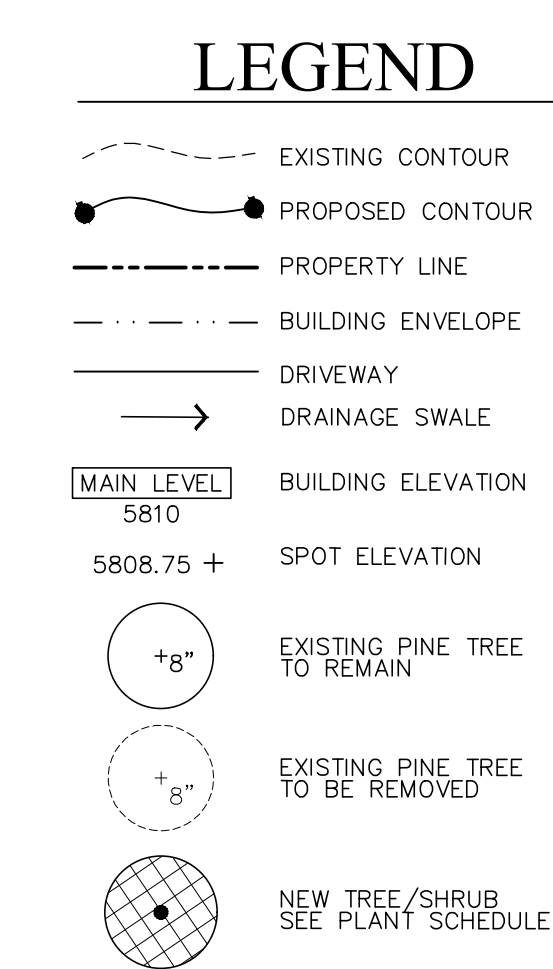 LEGEND
EXISTING CONTOUR
PROPOSED CONTOUR
PROPERTY LINE
BUILDING ENVELOPE
DRIVEWAY
DRAINAGE SWALE
MAIN LEVEL
5810
BUILDING ELEVATION
5808.75 +
SPOT ELEVATION
+8”
EXISTING PINE TREE
TO REMAIN
+
8”
EXISTING PINE TREE
TO BE REMOVED
NEW TREE/SHRUB
SEE PLANT SCHEDULE